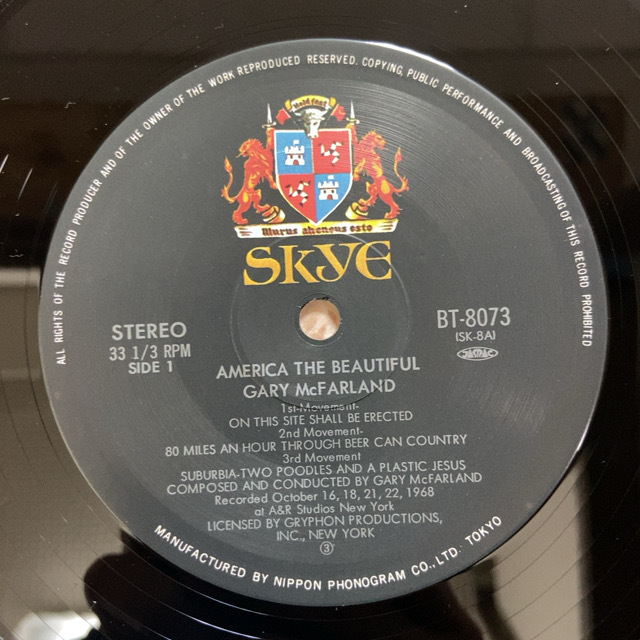 ALL RIGHTS OF THE RECORD PRODUCER AND OF THE OWNER OF THE WORK REPRODUCED RESERVED. COPYING, PUBLIC PERFORMANCE AND BROADCASTING OF THIS RECORD PROHIBITED
Hold fast
Murus aheneus esto
SKYE
STEREO
33 1/3 RPM
SIDE 1
BT-8073
(SK-8A)
JASRAC
AMERICA THE BEAUTIFUL
GARY McFARLAND
1st-Movement-
ON THIS SITE SHALL BE ERECTED
2nd Movement-
80 MILES AN HOUR THROUGH BEER CAN COUNTRY
3rd Movement
SUBURBIA-TWO POODLES AND A PLASTIC JESUS
COMPOSED AND CONDUCTED BY GARY McFARLAND
Recorded October 16, 18, 21, 22, 1968
at A&R Studios New York
LICENSED BY GRYPHON PRODUCTIONS,
INC., NEW YORK
③
MANUFACTURED BY NIPPON PHONOGRAM CO., LTD. TOKYO